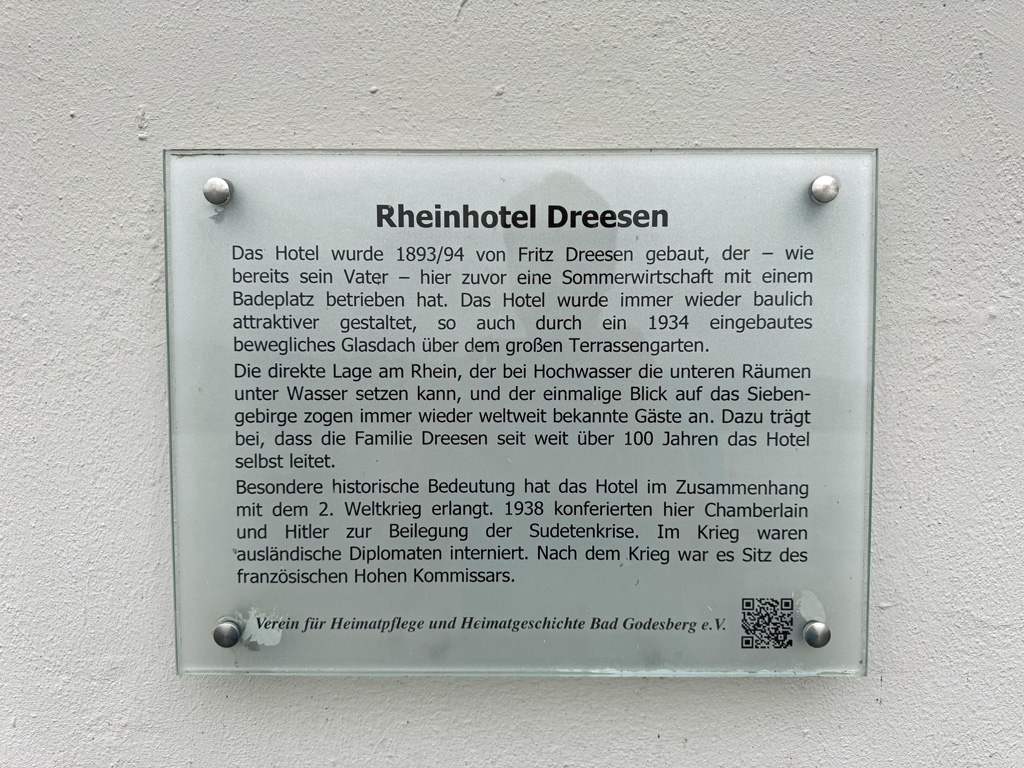 Rheinhotel Dreesen
Das Hotel wurde 1893/94 von Fritz Dreesen gebaut, der – wie
bereits sein Vater – hier zuvor eine Sommerwirtschaft mit einem
Badeplatz betrieben hat. Das Hotel wurde immer wieder baulich
attraktiver gestaltet, so auch durch ein 1934 eingebautes
bewegliches Glasdach über dem großen Terrassengarten.
Die direkte Lage am Rhein, der bei Hochwasser die unteren Räumen
unter Wasser setzen kann, und der einmalige Blick auf das Sieben-
gebirge zogen immer wieder weltweit bekannte Gäste an. Dazu trägt
bei, dass die Familie Dreesen seit weit über 100 Jahren das Hotel
selbst leitet.
Besondere historische Bedeutung hat das Hotel im Zusammenhang
mit dem 2. Weltkrieg erlangt. 1938 konferierten hier Chamberlain
und Hitler zur Beilegung der Sudetenkrise. Im Krieg waren
ausländische Diplomaten interniert. Nach dem Krieg war es Sitz des
französischen Hohen Kommissars.
Verein für Heimatpflege und Heimatgeschichte Bad Godesberg e.V.